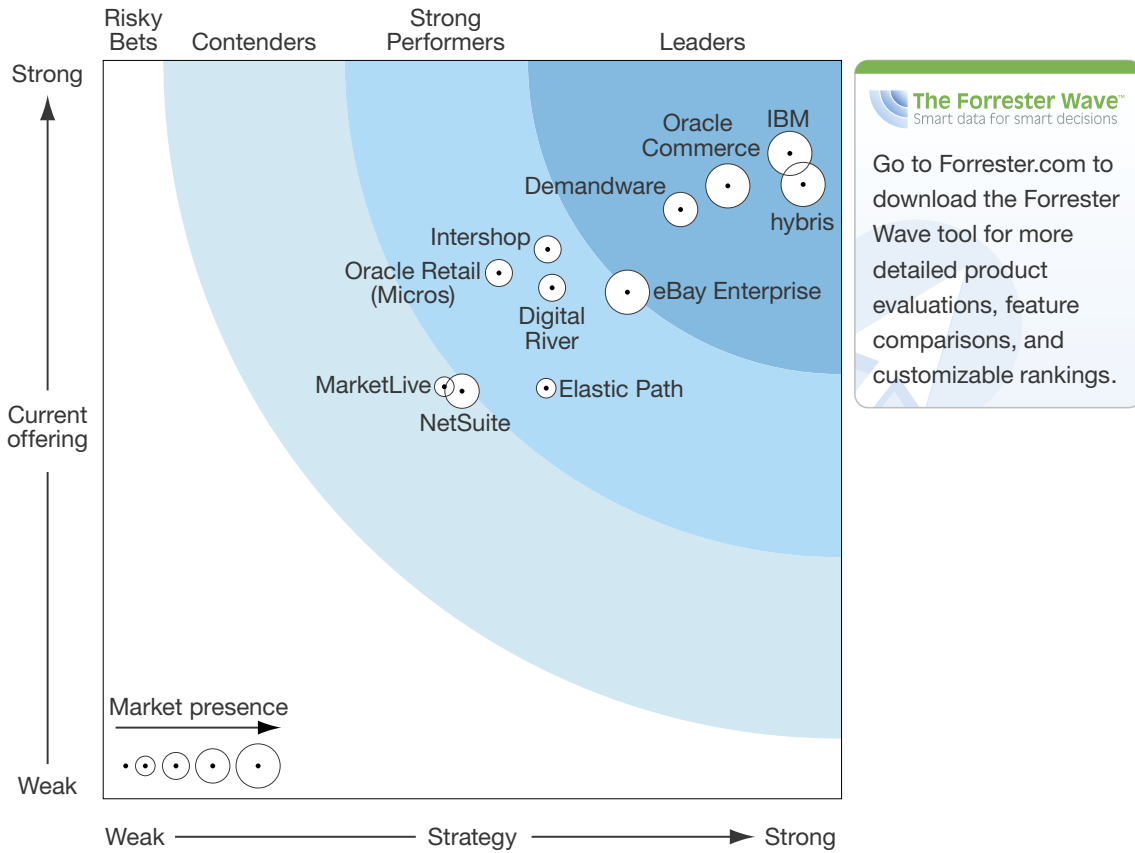 Risky
Bets
Contenders
Strong
Performers
Leaders
Strong
Current
offering
Weak
IBM
Oracle
Commerce
Demandware
hybris
Intershop
Oracle Retail
(Micros)
Digital
River
eBay Enterprise
MarketLive
NetSuite
Elastic Path
Market presence
Weak
Strategy
Strong
The Forrester Wave™
Smart data for smart decisions
Go to Forrester.com to
download the Forrester
Wave tool for more
detailed product
evaluations, feature
comparisons, and
customizable rankings.